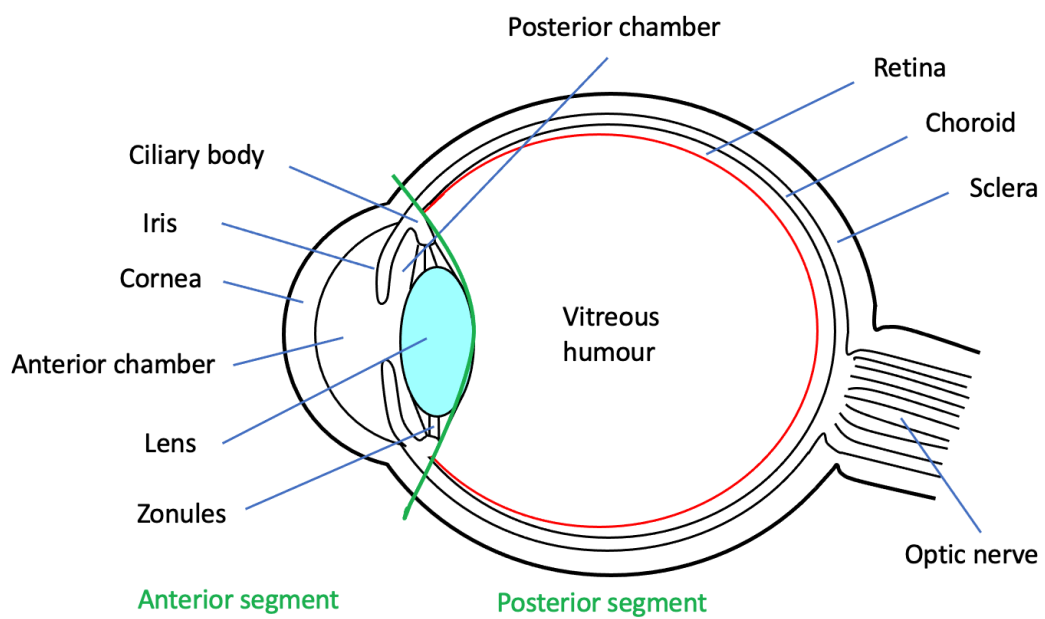 Posterior chamber
Retina
Choroid
Ciliary body
Sclera
Iris
Cornea
Vitreous
humour
Anterior chamber
Lens
Zonules
Optic nerve
Anterior segment
Posterior segment